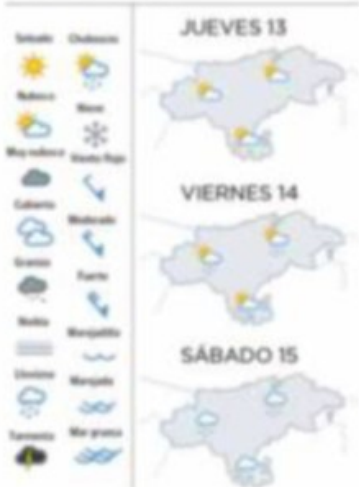 JUEVES 13
Soleado Chubascos
Nuboso
Nieve
Muy nuboso
Viento flojo
VIERNES 14
Cubierto
Moderado
Granizo
Fuerte
Niebla
Marejadilla
SÁBADO 15
Llovizna
Marejada
Tormenta
Mar gruesa